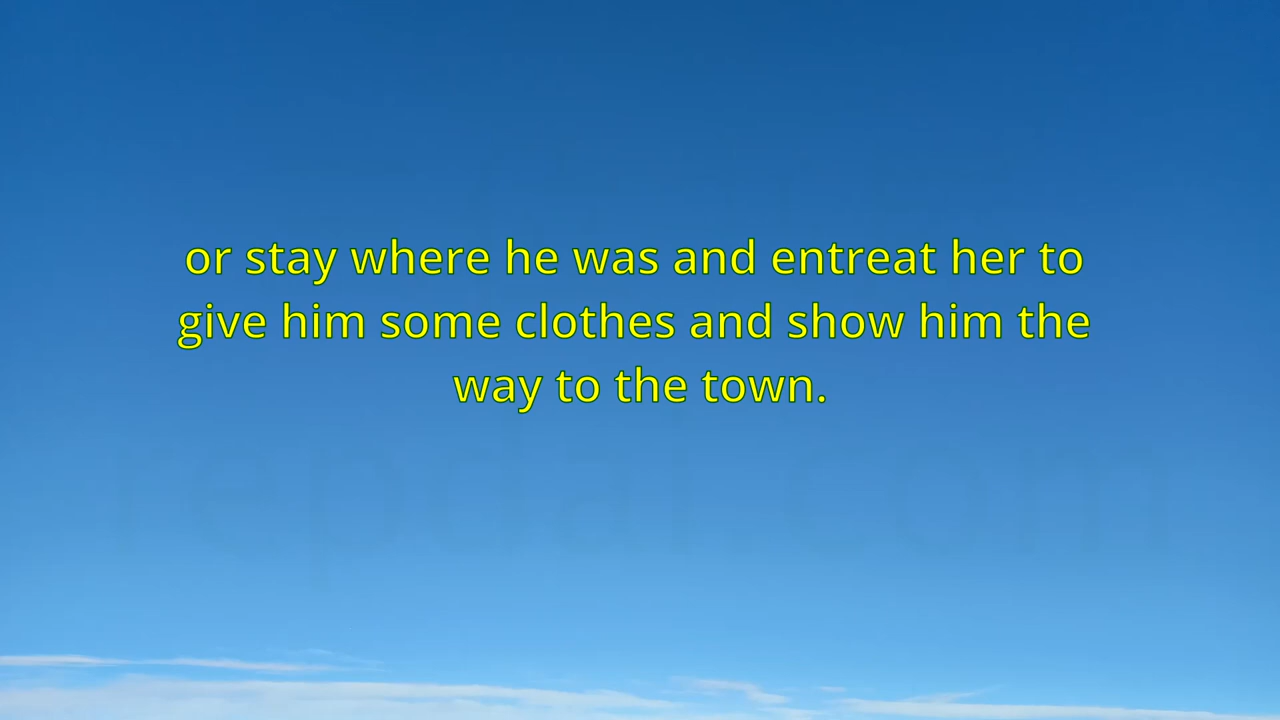 or stay where he was and entreat her to
give him some clothes and show him the
way to the town.